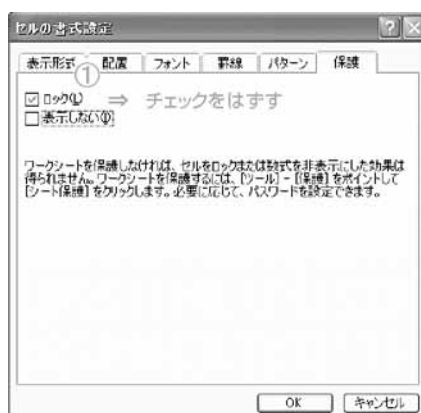 セルの書式設定
表示形式 配置 フォント 罫線 パターン 保護
①
ロック(L) ⇒ チェックをはずす
表示しない(I)
ワークシートを保護しなければ、セルをロックまたは数式を非表示にした効果は
得られません。ワークシートを保護するには、[ツール] - [保護] をポイントして
[シート保護] をクリックします。必要に応じて、パスワードを設定できます。
OK キャンセル